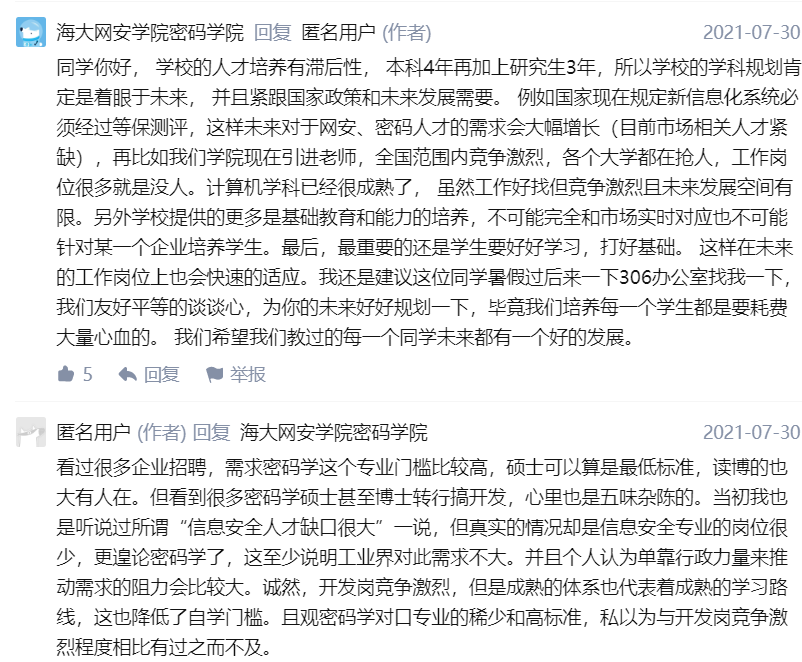 海大网安学院密码学院 回复 匿名用户 (作者) 2021-07-30
同学你好， 学校的人才培养有滞后性， 本科4年再加上研究生3年，所以学校的学科规划肯
定是着眼于未来， 并且紧跟国家政策和未来发展需要。 例如国家现在规定新信息化系统必
须经过等保测评，这样未来对于网安、密码人才的需求会大幅增长（目前市场相关人才紧
缺），再比如我们学院现在引进老师，全国范围内竞争激烈，各个大学都在抢人，工作岗
位很多就是没人。计算机学科已经很成熟了， 虽然工作好找但竞争激烈且未来发展空间有
限。另外学校提供的更多是基础教育和能力的培养，不可能完全和市场实时对应也不可能
针对某一个企业培养学生。最后，最重要的还是学生要好好学习，打好基础。 这样在未来
的工作岗位上也会快速的适应。我还是建议这位同学暑假过后来一下306办公室找我一下，
我们友好平等的谈谈心，为你的未来好好规划一下，毕竟我们培养每一个学生都是要耗费
大量心血的。 我们希望我们教过的每一个同学未来都有一个好的发展。
5 回复 举报
匿名用户 (作者) 回复 海大网安学院密码学院 2021-07-30
看过很多企业招聘，需求密码学这个专业门槛比较高，硕士可以算是最低标准，读博的也
大有人在。但看到很多密码学硕士甚至博士转行搞开发，心里也是五味杂陈的。当初我也
是听说过所谓“信息安全人才缺口很大”一说，但真实的情况却是信息安全专业的岗位很
少，更遑论密码学了，这至少说明工业界对此需求不大。并且个人认为单靠行政力量来推
动需求的阻力会比较大。诚然，开发岗竞争激烈，但是成熟的体系也代表着成熟的学习路
线，这也降低了自学门槛。且观密码学对口专业的稀少和高标准，私以为与开发岗竞争激
烈程度相比有过之而不及。